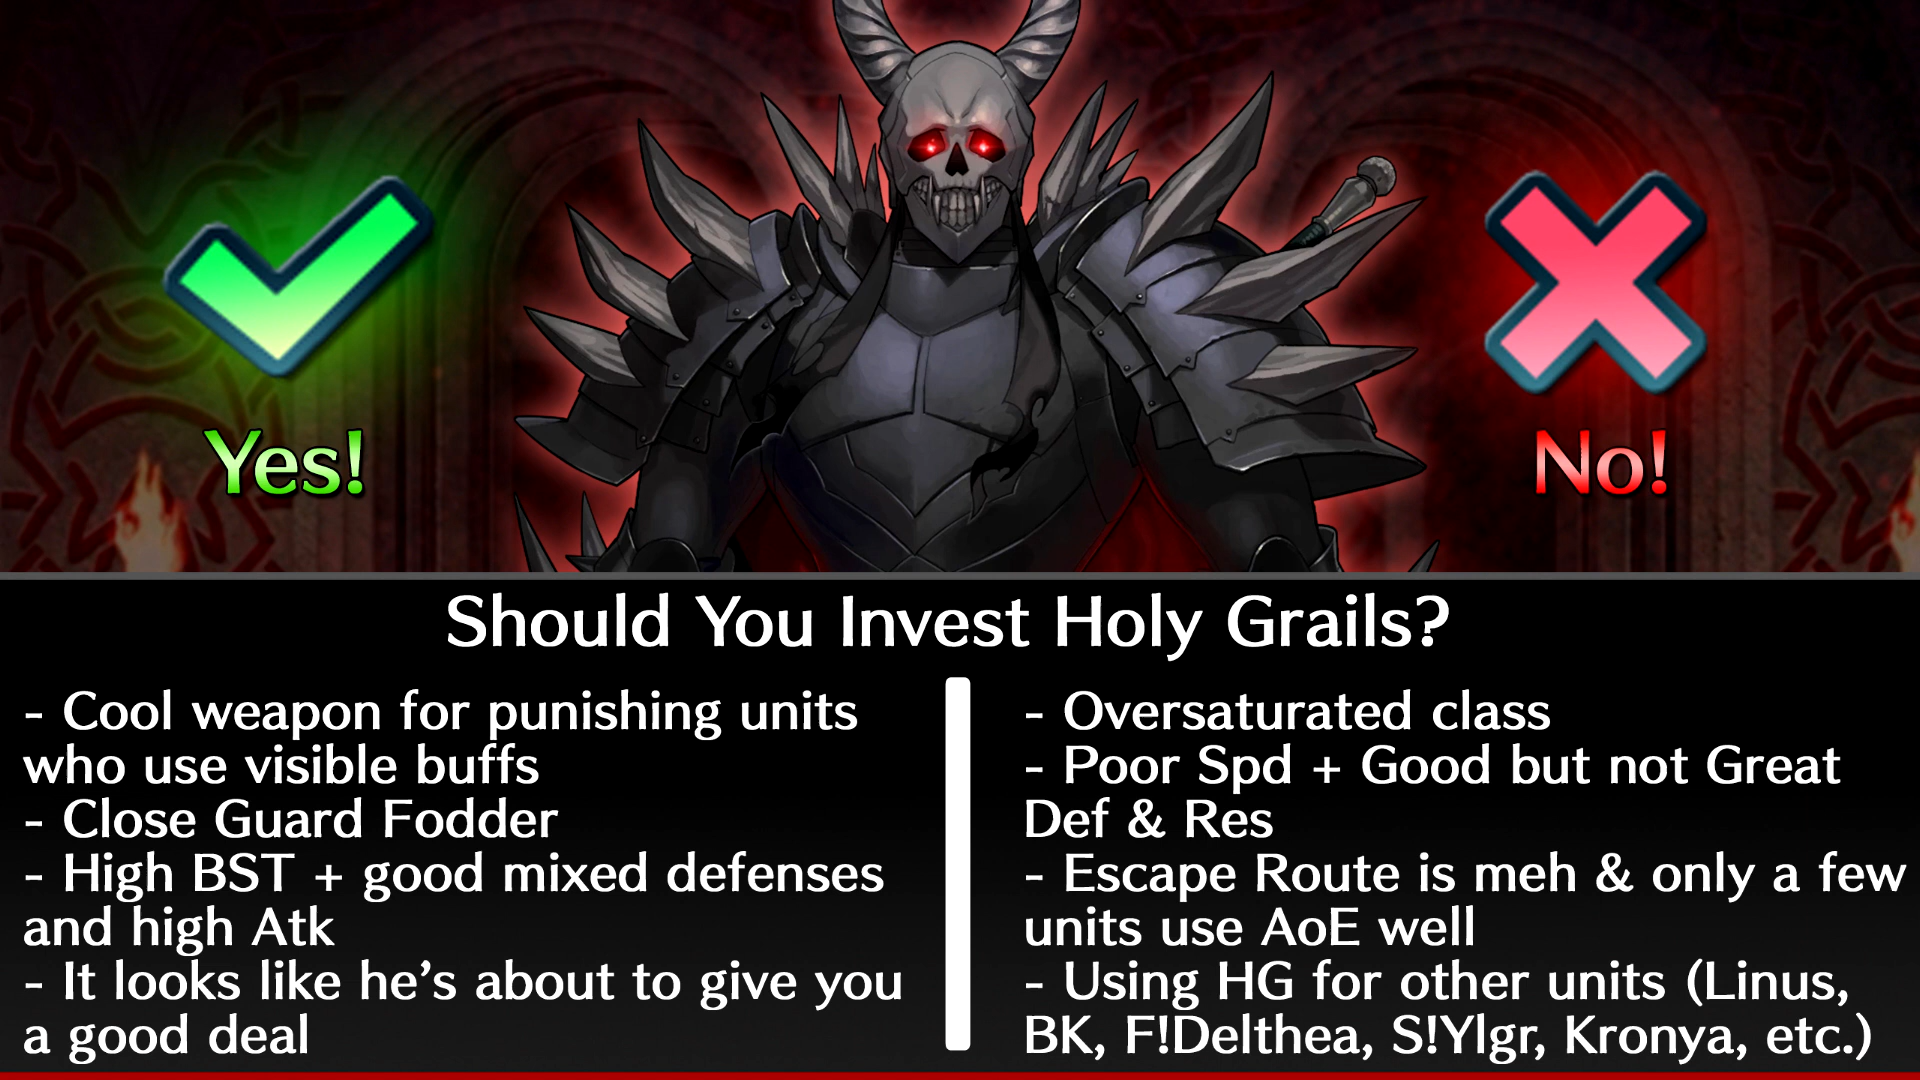 Yes!
No!
Should You Invest Holy Grails?
- Cool weapon for punishing units
who use visible buffs
- Close Guard Fodder
- High BST + good mixed defenses
and high Atk
- It looks like he's about to give you
a good deal
- Oversaturated class
- Poor Spd + Good but not Great
Def & Res
- Escape Route is meh & only a few
units use AoE well
- Using HG for other units (Linus,
BK, F!Delthea, S!Ylgr, Kronya, etc.)